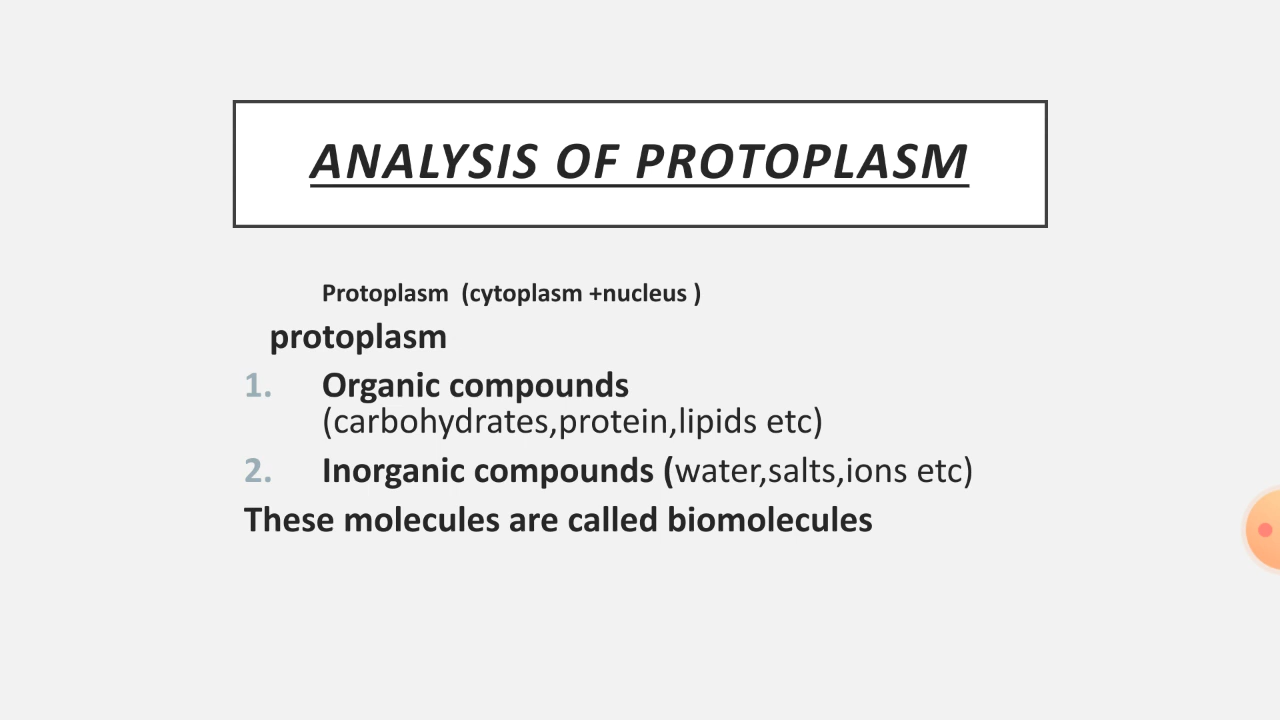 ANALYSIS OF PROTOPLASM
Protoplasm (cytoplasm +nucleus )
protoplasm
1. Organic compounds
(carbohydrates,protein,lipids etc)
2. Inorganic compounds (water,salts,ions etc)
These molecules are called biomolecules